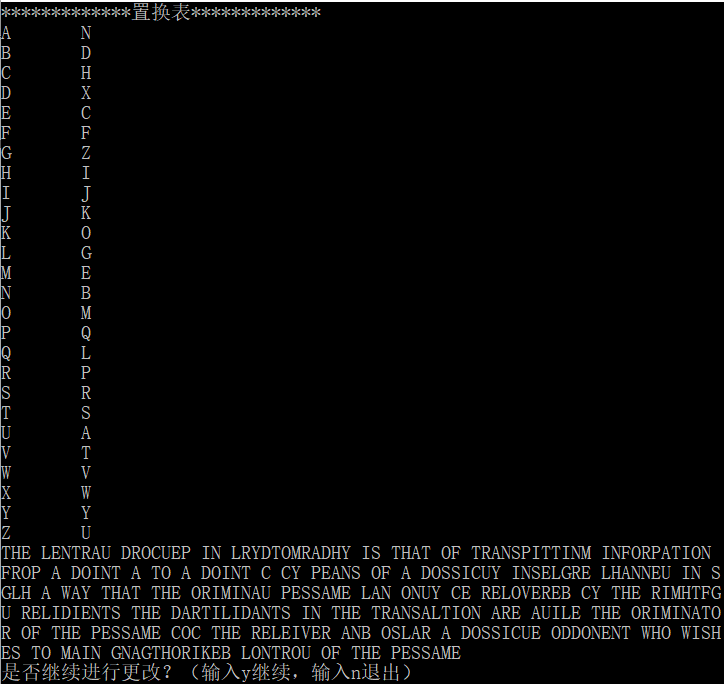 *************置换表*************
A N
B D
C H
D X
E C
F F
G Z
H I
I J
J K
K O
L G
M E
N B
O M
P Q
Q L
R P
S R
T S
U A
V T
W V
X W
Y Y
Z U
THE LENTRAU DROCUEP IN LRYDTOMRADHY IS THAT OF TRANSPITTINM INFORPATION
FROP A DOINT A TO A DOINT C CY PEANS OF A DOSSICUY INSELGRE LHANNEU IN S
GLH A WAY THAT THE ORIMINAU PESSAME LAN ONUY CE RELOVEREB CY THE RIMHTFG
U RELIDIENTS THE DARTILIDANTS IN THE TRANSALTION ARE AUILE THE ORIMINATO
R OF THE PESSAME COC THE RELEIVER ANB OSLAR A DOSSICUE ODDONENT WHO WISH
ES TO MAIN GNAGTHORIKEB LONTROU OF THE PESSAME
是否继续进行更改？（输入y继续，输入n退出）